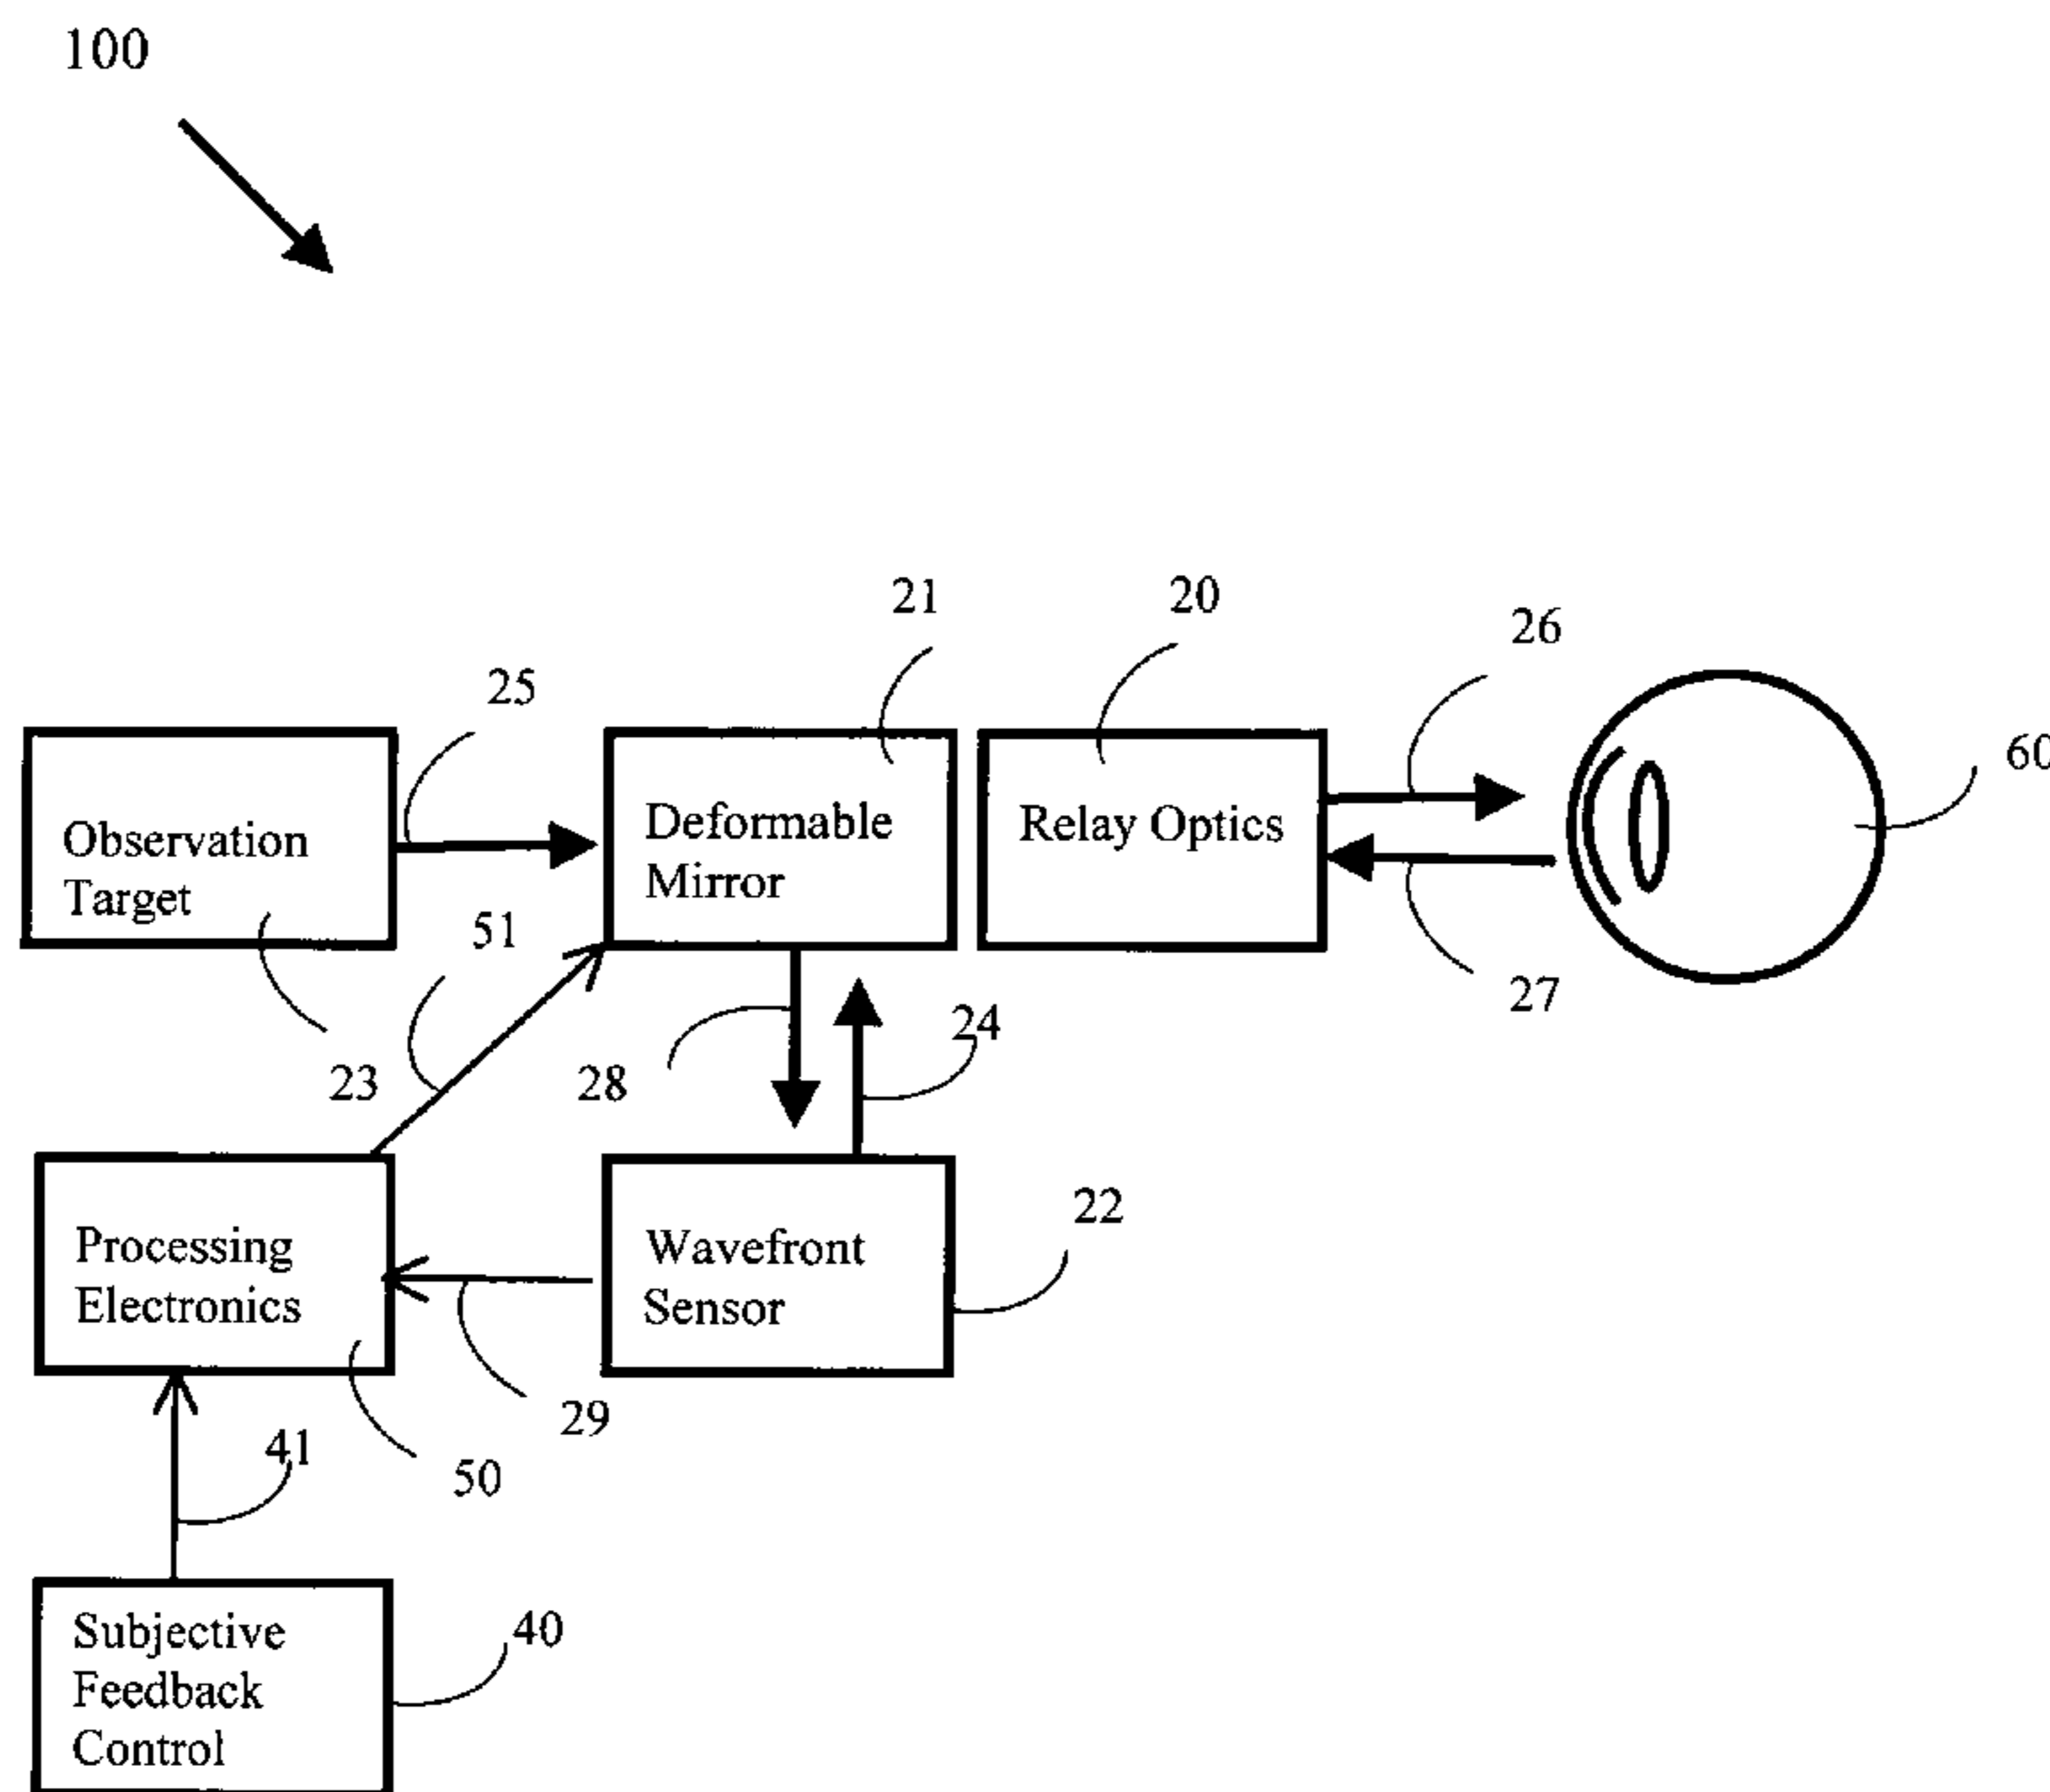 100
21
20
26
25
60
Observation
Target
Deformable
Mirror
Relay Optics
51
27
24
23
28
22
Processing
Electronics
Wavefront
Sensor
29
41
50
Subjective
Feedback
Control
40